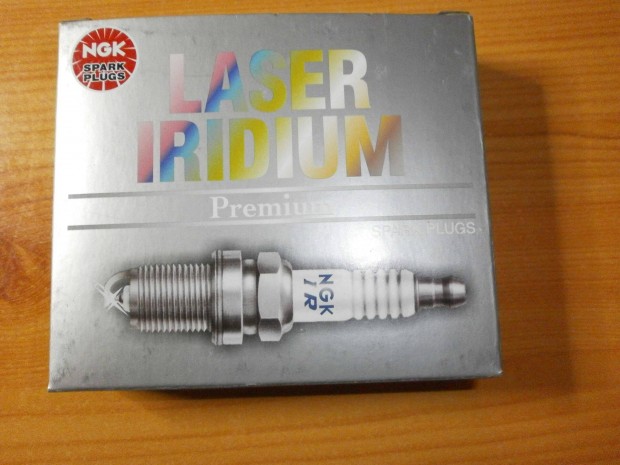 NGK
SPARK
PLUGS
LASER
IRIDIUM
Premium
SPARK PLUGS
NGK
IR